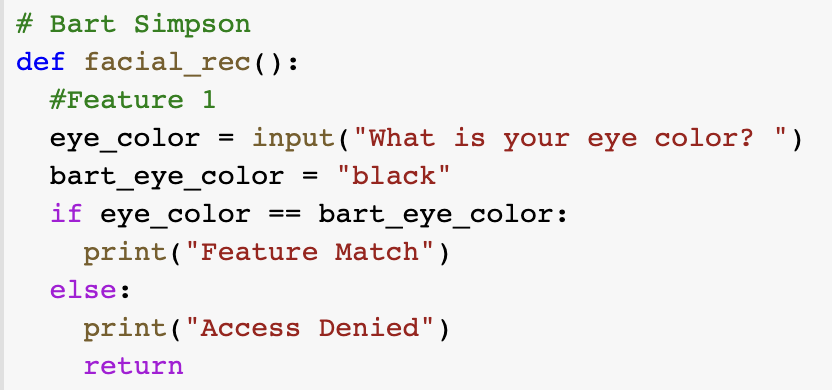 # Bart Simpson
def facial_rec():
  #Feature 1
  eye_color = input("What is your eye color? ")
  bart_eye_color = "black"
  if eye_color == bart_eye_color:
    print("Feature Match")
  else:
    print("Access Denied")
    return